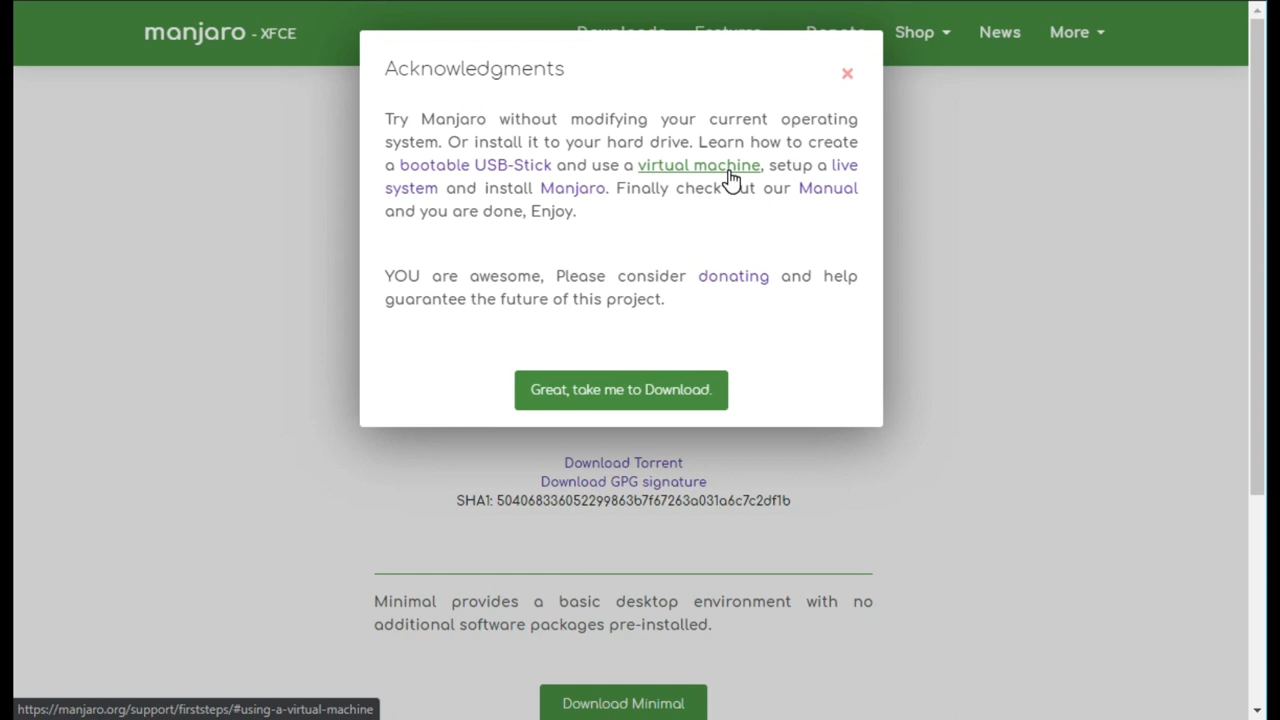 manjaro - XFCE
Downloads Features Donate Shop News More
Acknowledgments
Try Manjaro without modifying your current operating
system. Or install it to your hard drive. Learn how to create
a bootable USB-Stick and use a virtual machine, setup a live
system and install Manjaro. Finally check out our Manual
and you are done, Enjoy.
YOU are awesome, Please consider donating and help
guarantee the future of this project.
Great, take me to Download.
Download Torrent
Download GPG signature
SHA1: 504068336052299863b7f67263a031a6c7c2df1b
Minimal provides a basic desktop environment with no
additional software packages pre-installed.
Download Minimal
https://manjaro.org/support/firststeps/#using-a-virtual-machine